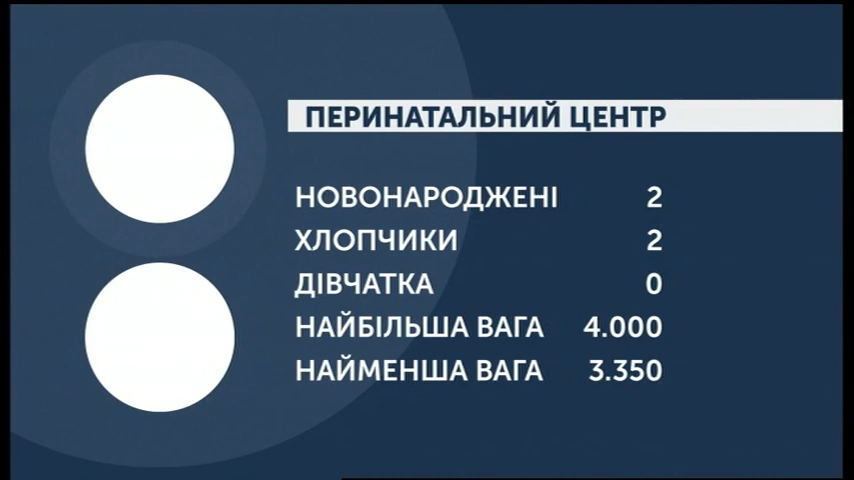 ПЕРИНАТАЛЬНИЙ ЦЕНТР
НОВОНАРОДЖЕНІ 2
ХЛОПЧИКИ 2
ДІВЧАТКА 0
НАЙБІЛЬША ВАГА 4.000
НАЙМЕНША ВАГА 3.350